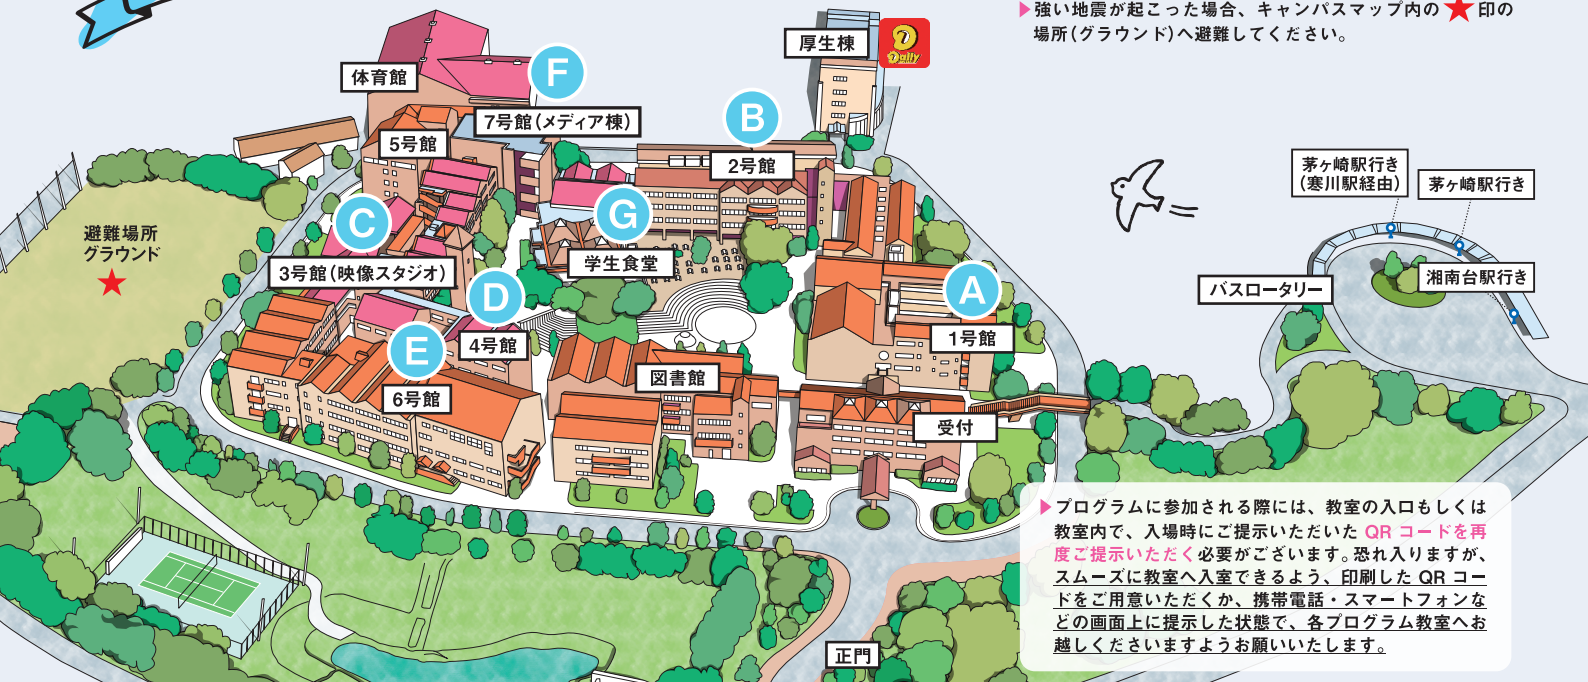 ▶強い地震が起こった場合、キャンパスマップ内の★印の
場所(グラウンド)へ避難してください。
厚生棟
Daily
体育館
F
7号館(メディア棟)
B
5号館
2号館
茅ヶ崎駅行き
(寒川駅経由)
茅ヶ崎駅行き
C
G
避難場所
グラウンド
3号館(映像スタジオ)
学生食堂
湘南台駅行き
バスロータリー
D
A
4号館
1号館
E
図書館
6号館
受付
▶プログラムに参加される際には、教室の入口もしくは
教室内で、入場時にご提示いただいた QR コードを再
度ご提示いただく必要がございます。恐れ入りますが、
スムーズに教室へ入室できるよう、印刷した QR コー
ドをご用意いただくか、携帯電話・スマートフォンな
どの画面上に提示した状態で、各プログラム教室へお
越しくださいますようお願いいたします。
正門